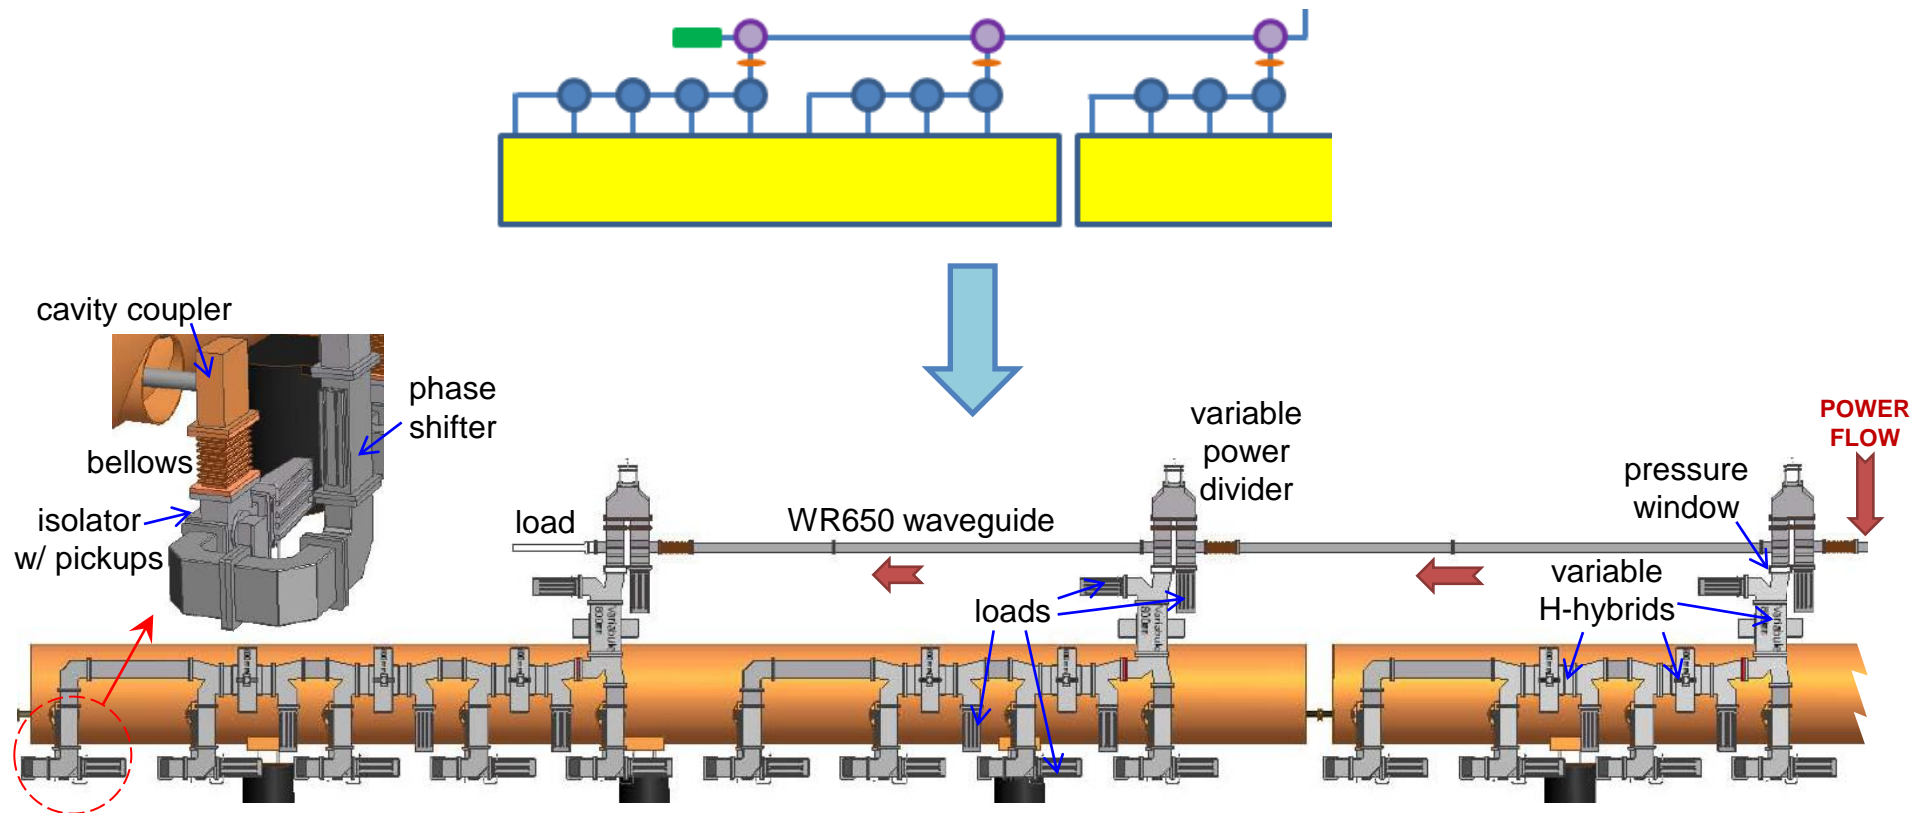 cavity coupler
phase
shifter
bellows
isolator
w/ pickups
load
WR650 waveguide
variable
power
divider
POWER
FLOW
pressure
window
variable
H-hybrids
loads